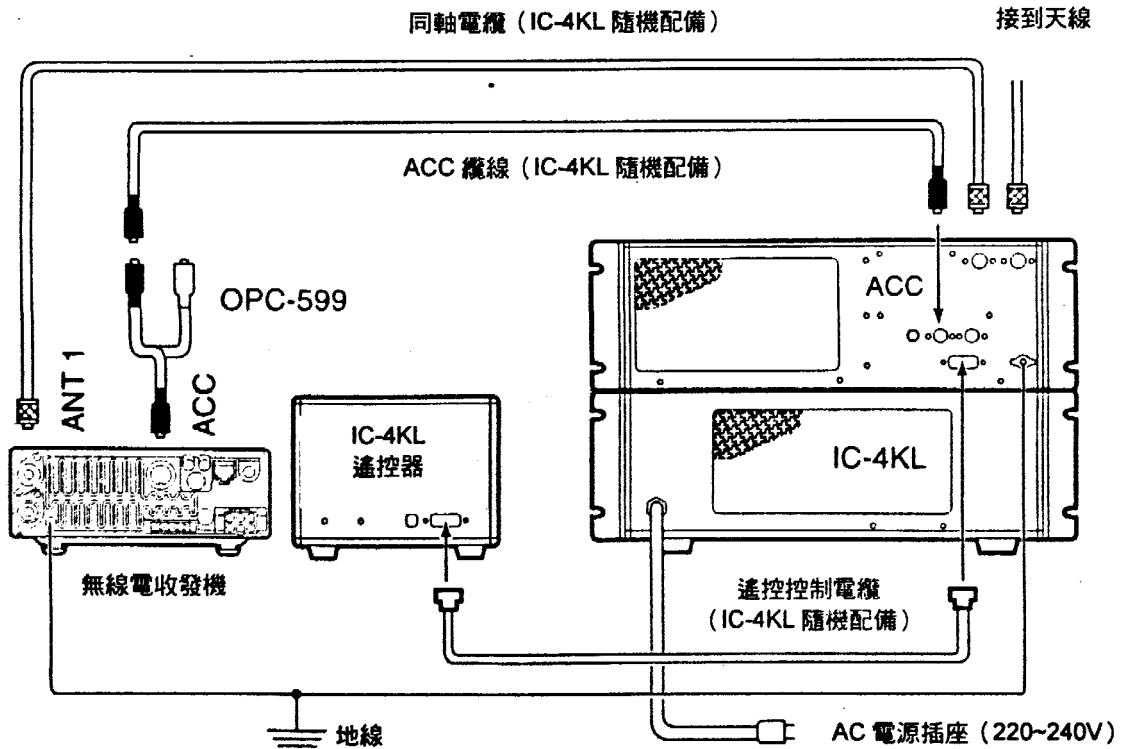 同軸電纜（IC-4KL 隨機配備）
接到天線
ACC 纜線（IC-4KL 隨機配備）
OPC-599
ACC
ANT 1
ACC
IC-4KL
遙控器
IC-4KL
無線電收發機
遙控控制電纜
（IC-4KL 隨機配備）
地線
AC 電源插座（220~240V）